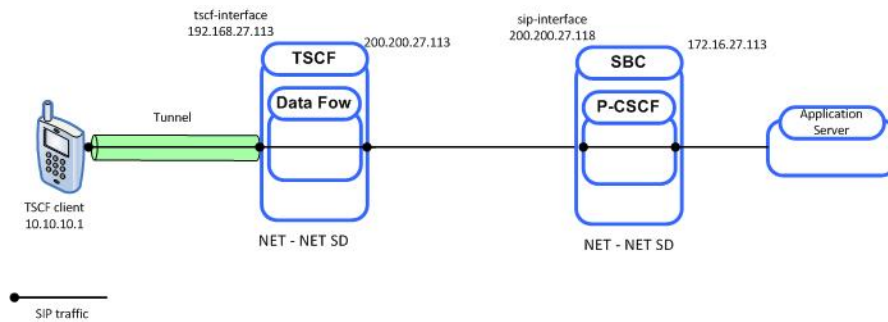 tscf-interface
192.168.27.113
200.200.27.113
sip-interface
200.200.27.118
172.16.27.113
TSCF
SBC
Data Fow
P-CSCF
Tunnel
Application
Server
TSCF client
10.10.10.1
NET - NET SD
NET - NET SD
SIP traffic